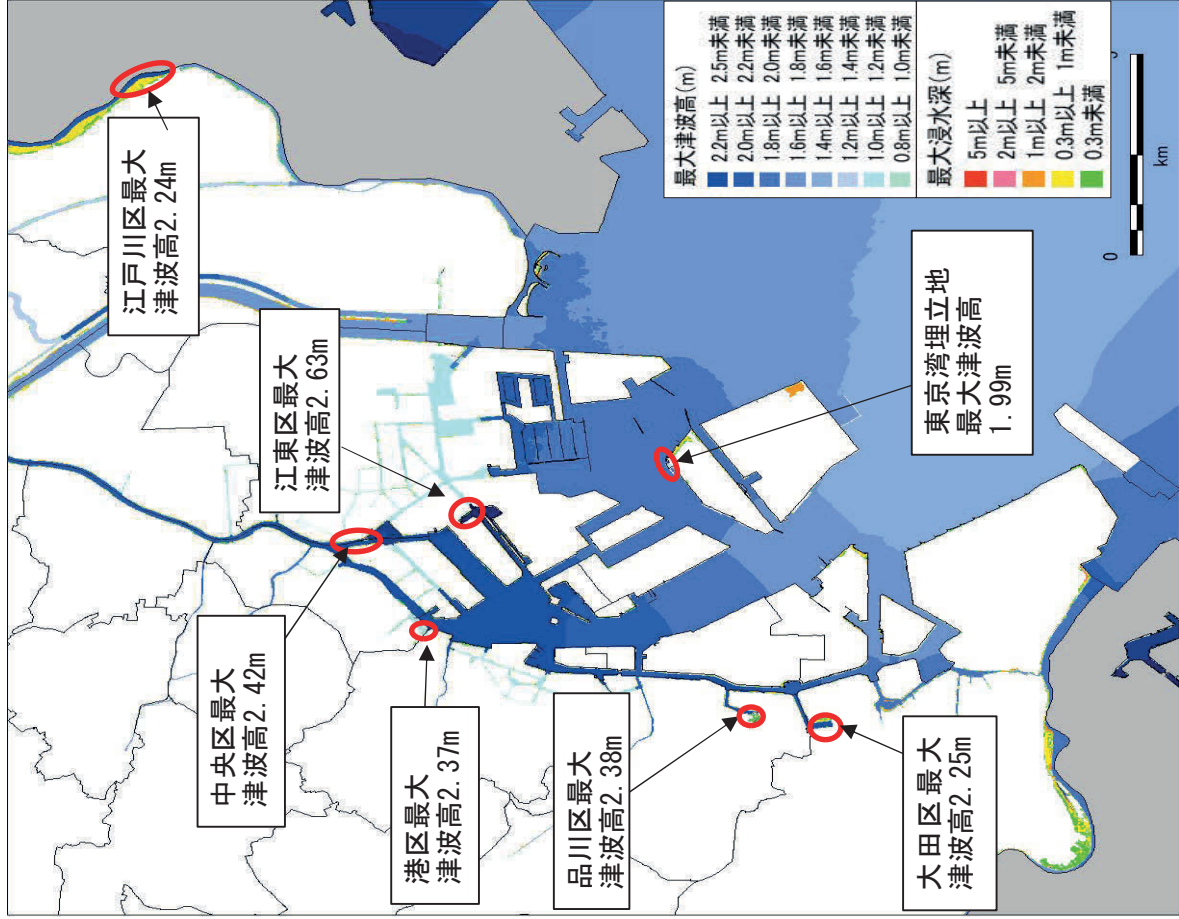 江戸川区最大
津波高2.24m
江東区最大
津波高2.63m
中央区最大
津波高2.42m
港区最大
津波高2.37m
品川区最大
津波高2.38m
大田区最大
津波高2.25m
東京湾埋立地
最大津波高
1.99m
最大津波高(m)
2.2m以上 2.5m未満
2.0m以上 2.2m未満
1.8m以上 2.0m未満
1.6m以上 1.8m未満
1.4m以上 1.6m未満
1.2m以上 1.4m未満
1.0m以上 1.2m未満
0.8m以上 1.0m未満
最大浸水深(m)
5m以上
2m以上 5m未満
1m以上 2m未満
0.3m以上 1m未満
0.3m未満
0
km